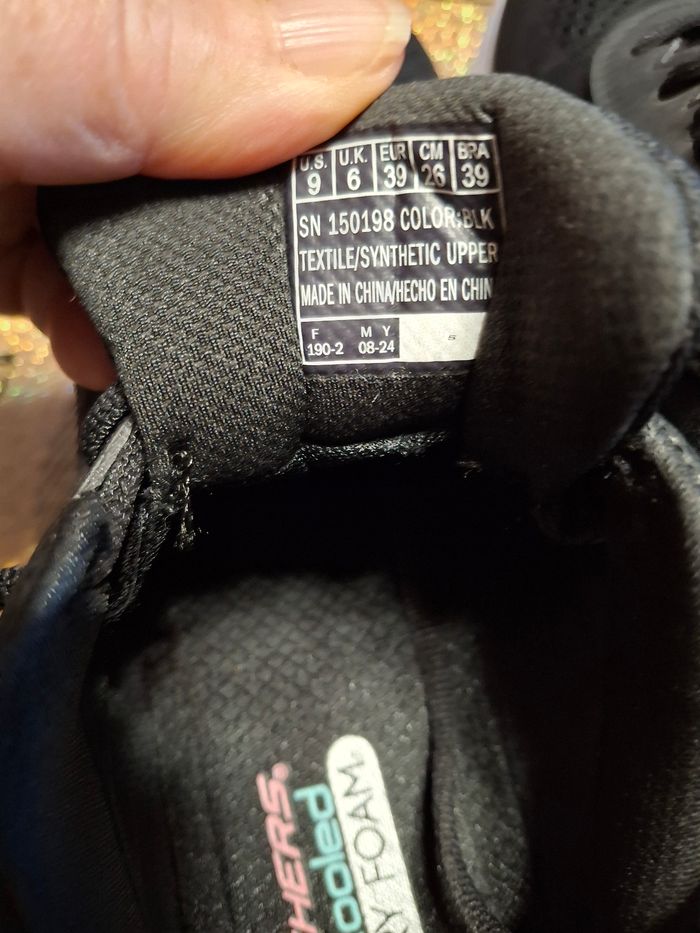 U.S. U.K. EUR CM BRA
9 6 39 26 39
SN 150198 COLOR:BLK
TEXTILE/SYNTHETIC UPPER
MADE IN CHINA/HECHO EN CHIN
F M Y
190-2 08-24
S
HERS®
ooled
Y FOAM®